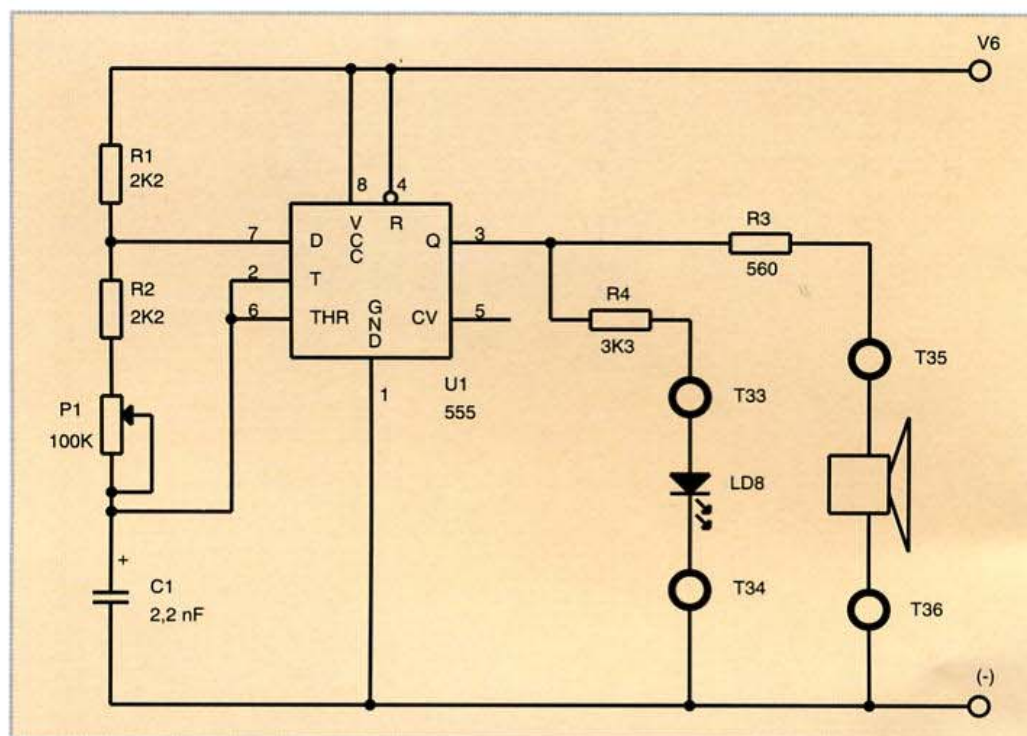 V6
R1
2K2
8
4
V
C
C
R
R3
7
D
Q
3
560
2
T
R2
2K2
R4
6
THR
G
N
D
CV
5
3K3
T35
U1
555
1
P1
100K
T33
LD8
+
C1
2,2 nF
T34
T36
(-)